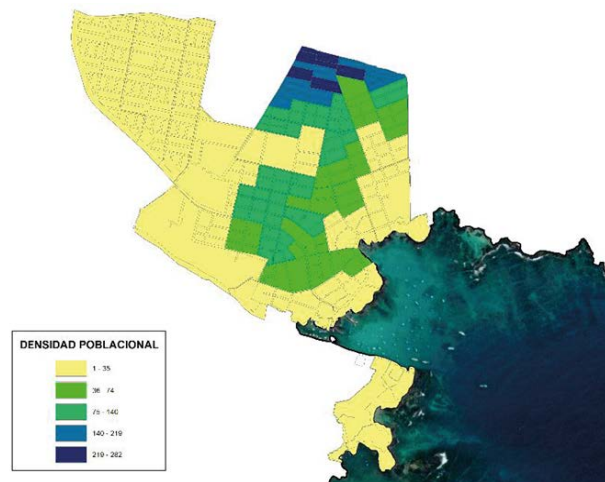 DENSIDAD POBLACIONAL
1 - 35
36 - 74
75 - 140
140 - 219
219 - 282